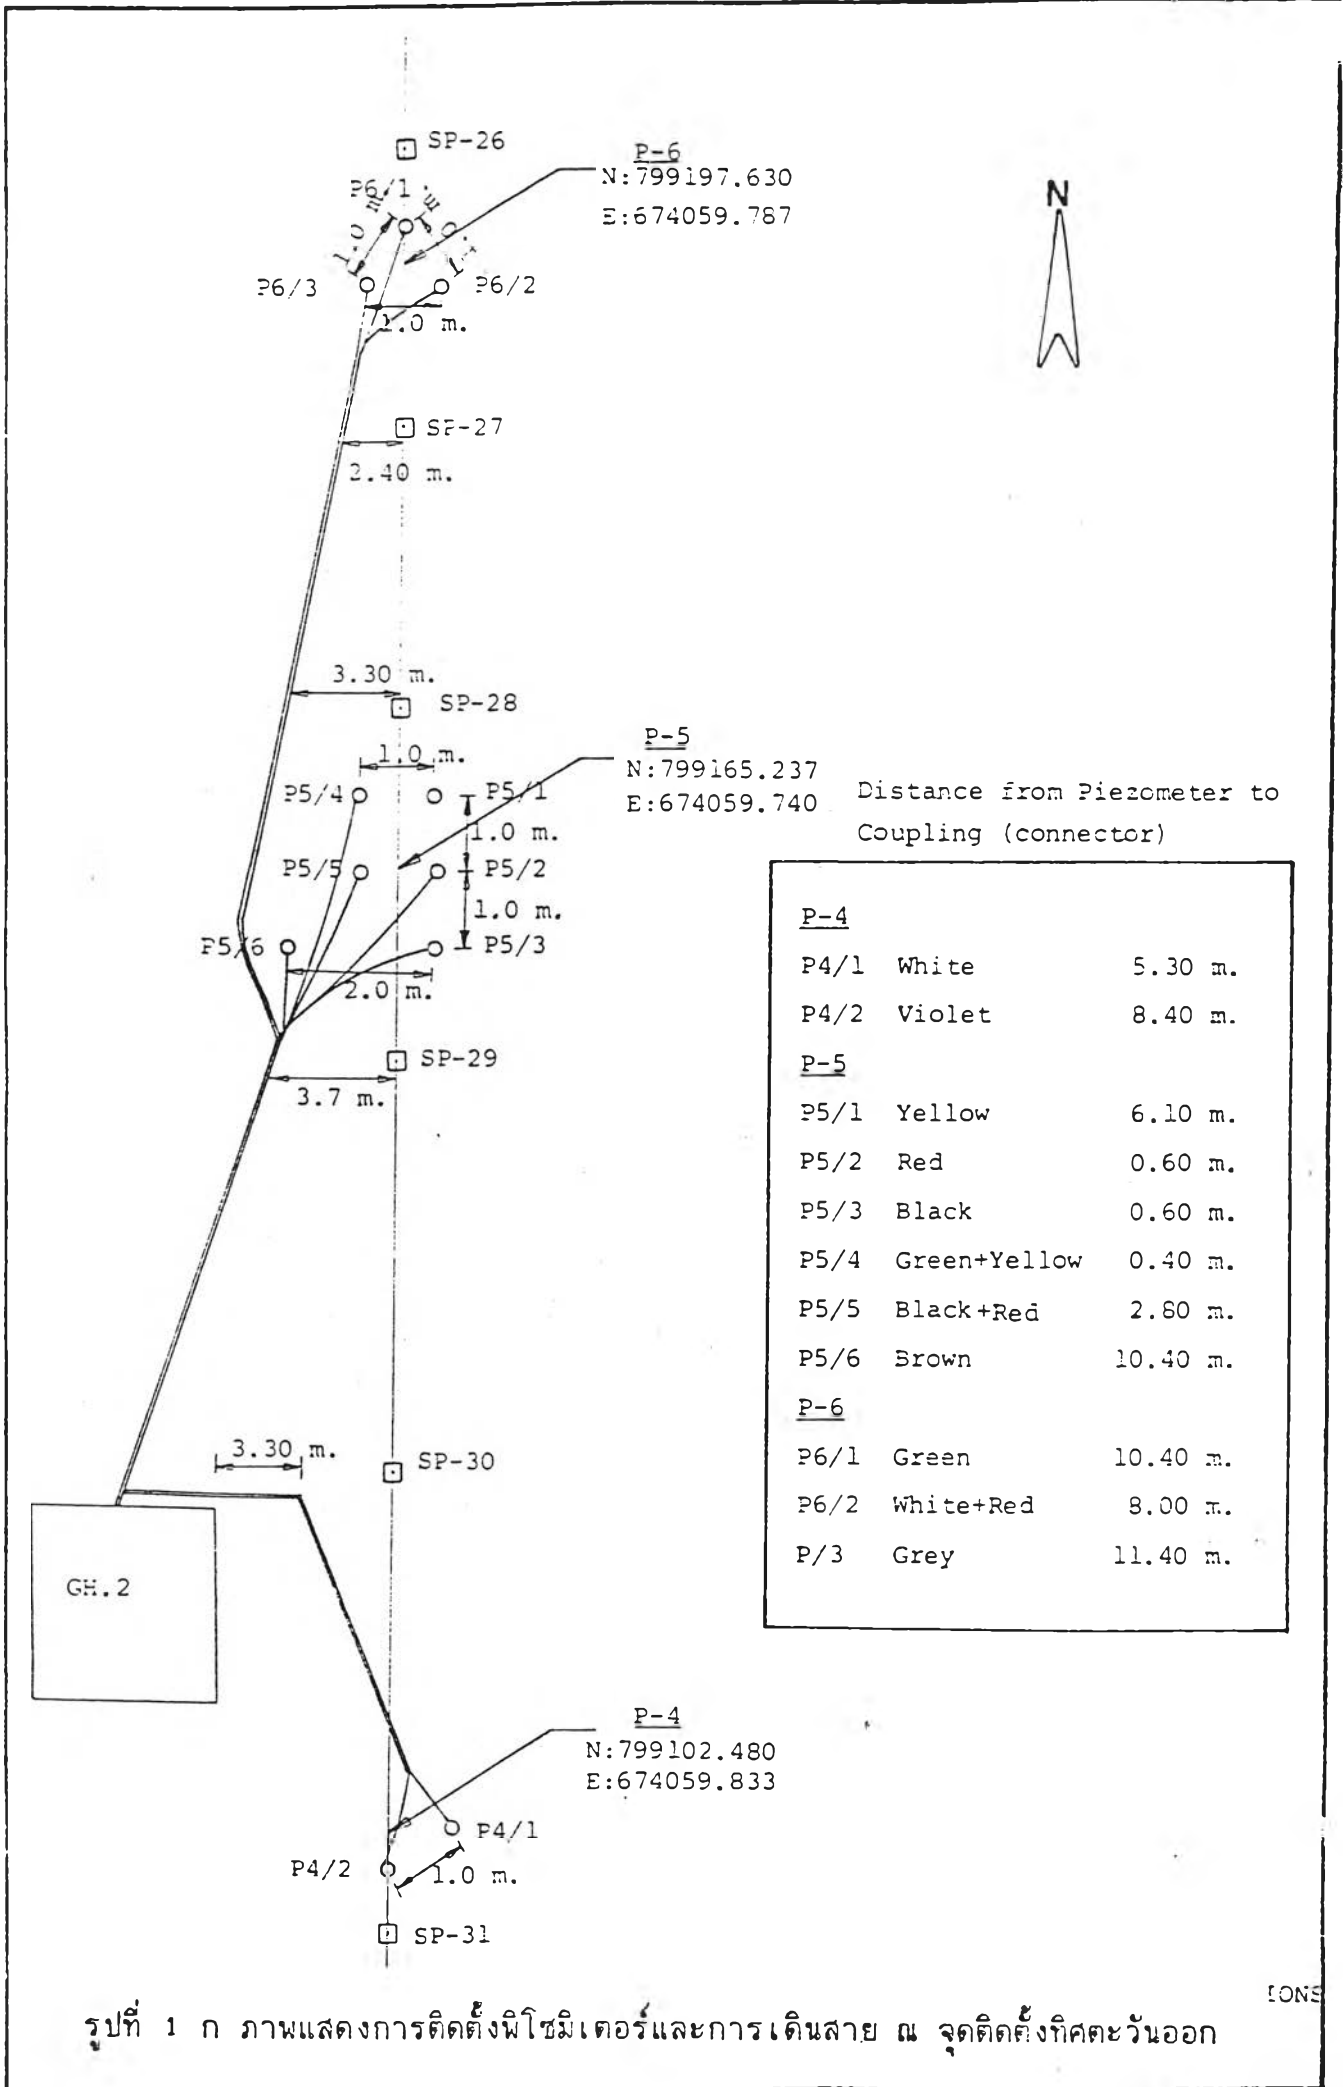 SP-26
P-6
N:799197.630
E:674059.787
N
P6/1
1.0 m.
1.0 m.
P6/3
P6/2
1.0 m.
SP-27
2.40 m.
3.30 m.
SP-28
P-5
N:799165.237
E:674059.740
1.0 m.
P5/4
P5/1
1.0 m.
P5/5
P5/2
1.0 m.
P5/6
P5/3
2.0 m.
SP-29
3.7 m.
Distance from Piezometer to
Coupling (connector)
P-4
P4/1 White 5.30 m.
P4/2 Violet 8.40 m.
P-5
P5/1 Yellow 6.10 m.
P5/2 Red 0.60 m.
P5/3 Black 0.60 m.
P5/4 Green+Yellow 0.40 m.
P5/5 Black+Red 2.80 m.
P5/6 Brown 10.40 m.
P-6
P6/1 Green 10.40 m.
P6/2 White+Red 8.00 m.
P/3 Grey 11.40 m.
3.30 m.
SP-30
GH.2
P-4
N:799102.480
E:674059.833
P4/1
P4/2
1.0 m.
SP-31
IONS
รูปที่ 1 ก ภาพแสดงการติดตั้งพิโซมิเตอร์และการเดินสาย ณ จุดติดตั้งทิศตะวันออก